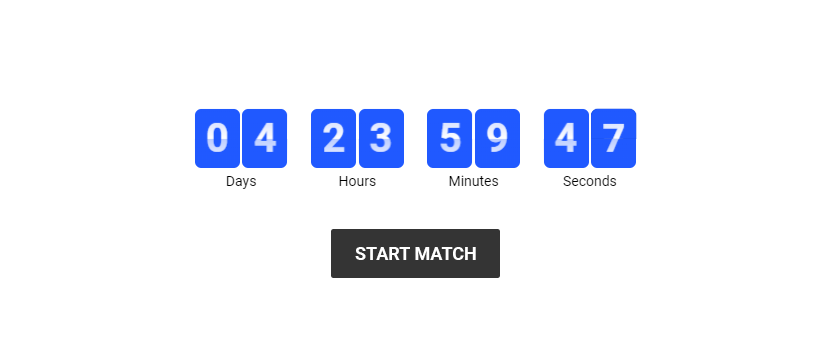 04 23 59 47
Days Hours Minutes Seconds
START MATCH